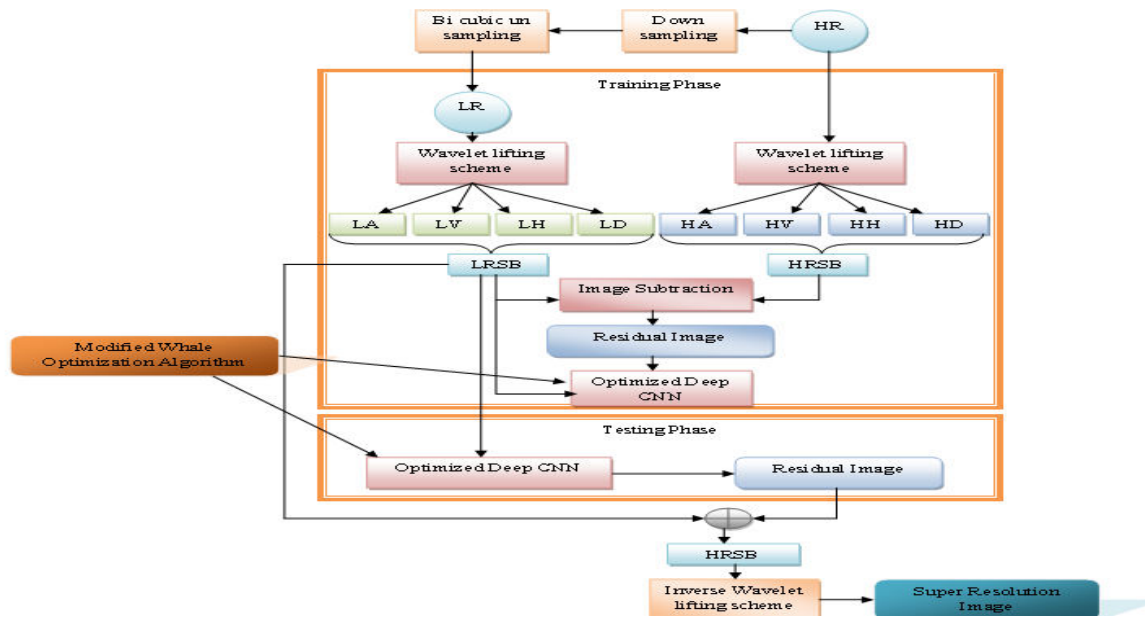 Bi cubic un
sampling
Down
sampling
HR
Training Phase
LR
Wavelet lifting
scheme
Wavelet lifting
scheme
LA
LV
LH
LD
HA
HV
HH
HD
LRSB
HRSB
Image Subtraction
Modified Whale
Optimization Algorithm
Residual Image
Optimized Deep
CNN
Testing Phase
Optimized Deep CNN
Residual Image
HRSB
Inverse Wavelet
lifting scheme
Super Resolution
Image